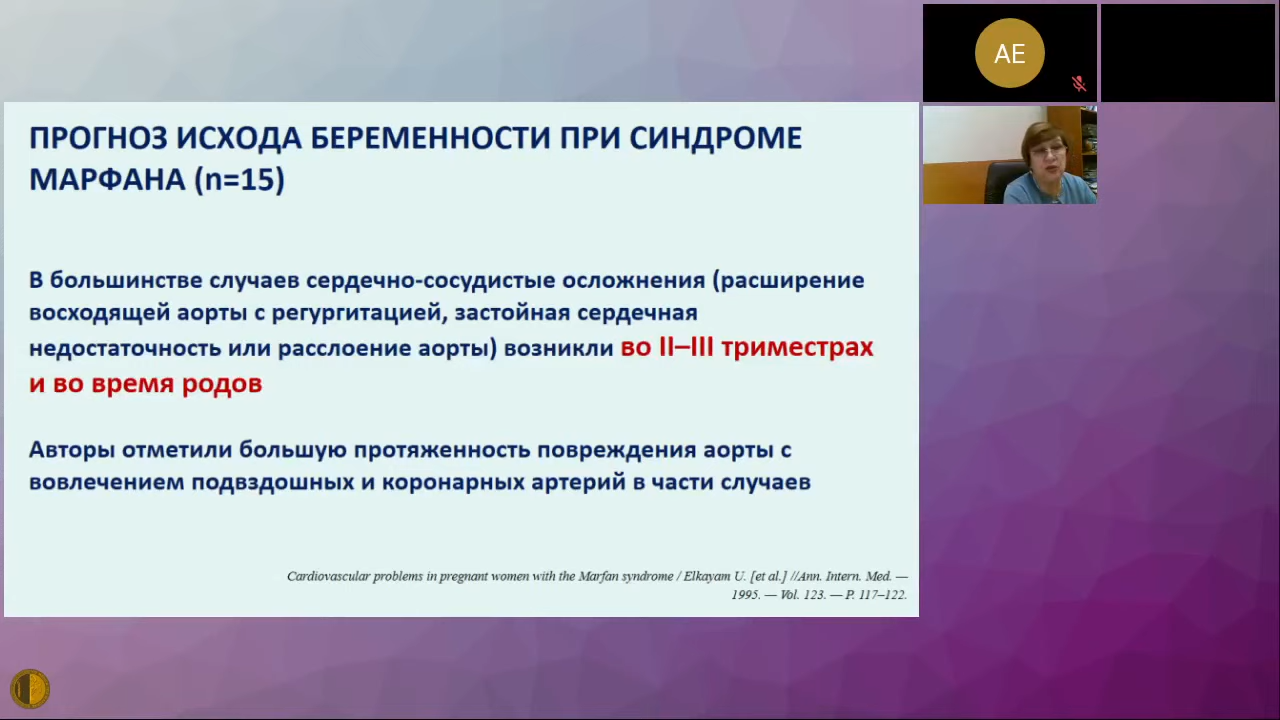 ПРОГНОЗ ИСХОДА БЕРЕМЕННОСТИ ПРИ СИНДРОМЕ
МАРФАНА (n=15)
В большинстве случаев сердечно-сосудистые осложнения (расширение
восходящей аорты с регургитацией, застойная сердечная
недостаточность или расслоение аорты) возникли во II–III триместрах
и во время родов
Авторы отметили большую протяженность повреждения аорты с
вовлечением подвздошных и коронарных артерий в части случаев
Cardiovascular problems in pregnant women with the Marfan syndrome / Elkayam U. [et al.] //Ann. Intern. Med. —
1995. — Vol. 123. — P. 117–122.
AE